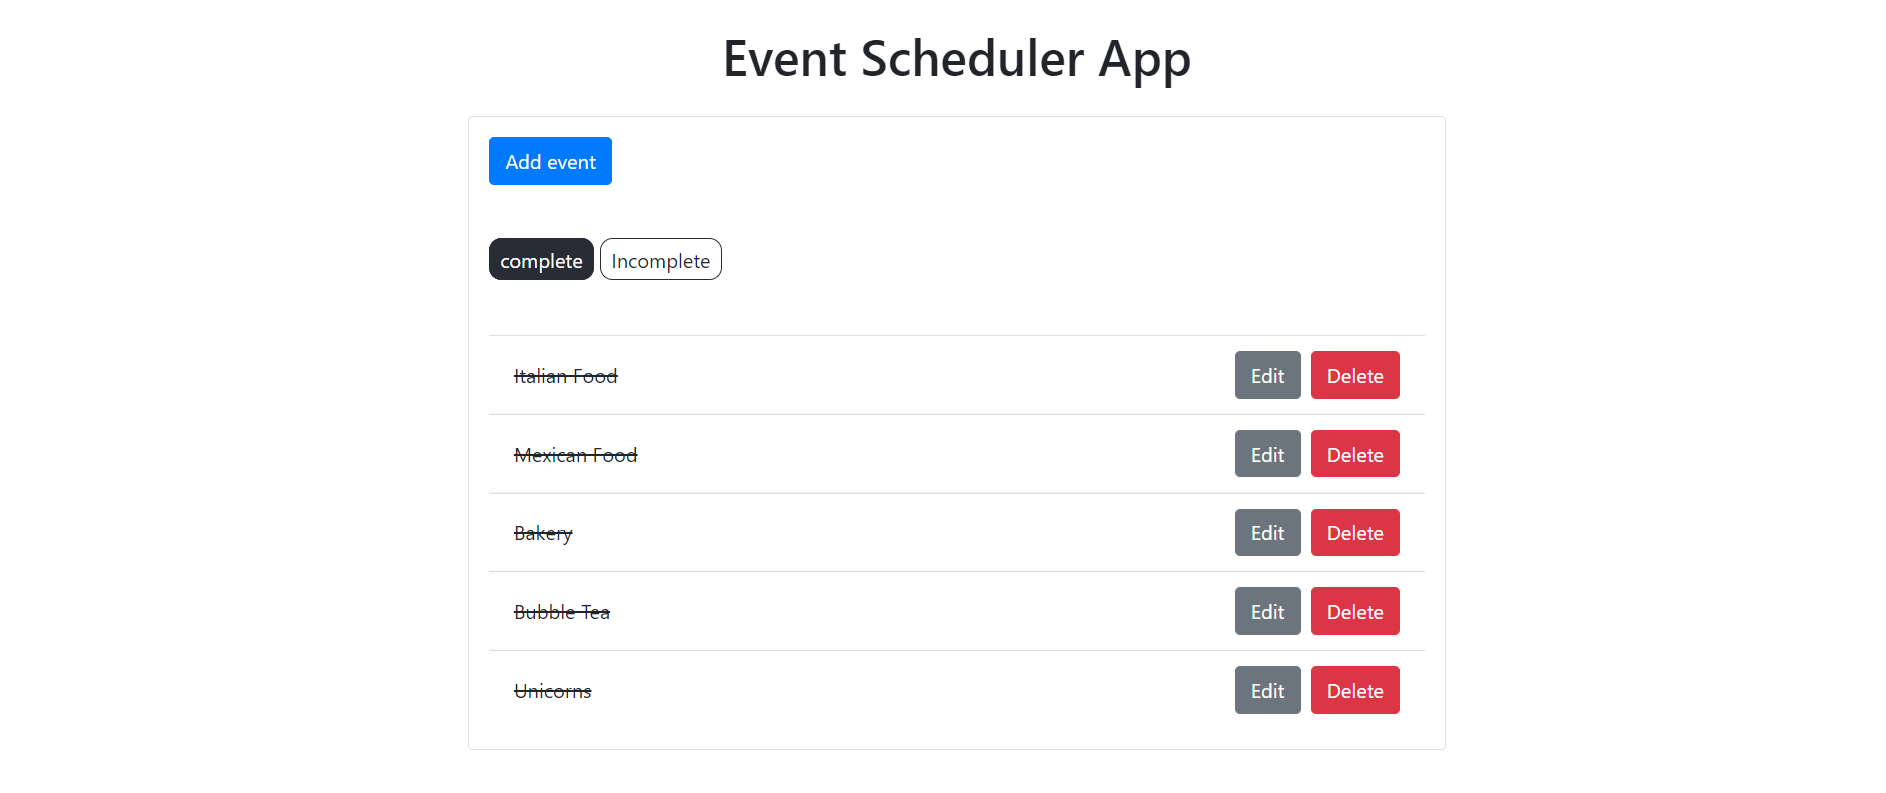 Event Scheduler App
Add event
complete Incomplete
Italian Food Edit Delete
Mexican Food Edit Delete
Bakery Edit Delete
Bubble Tea Edit Delete
Unicorns Edit Delete